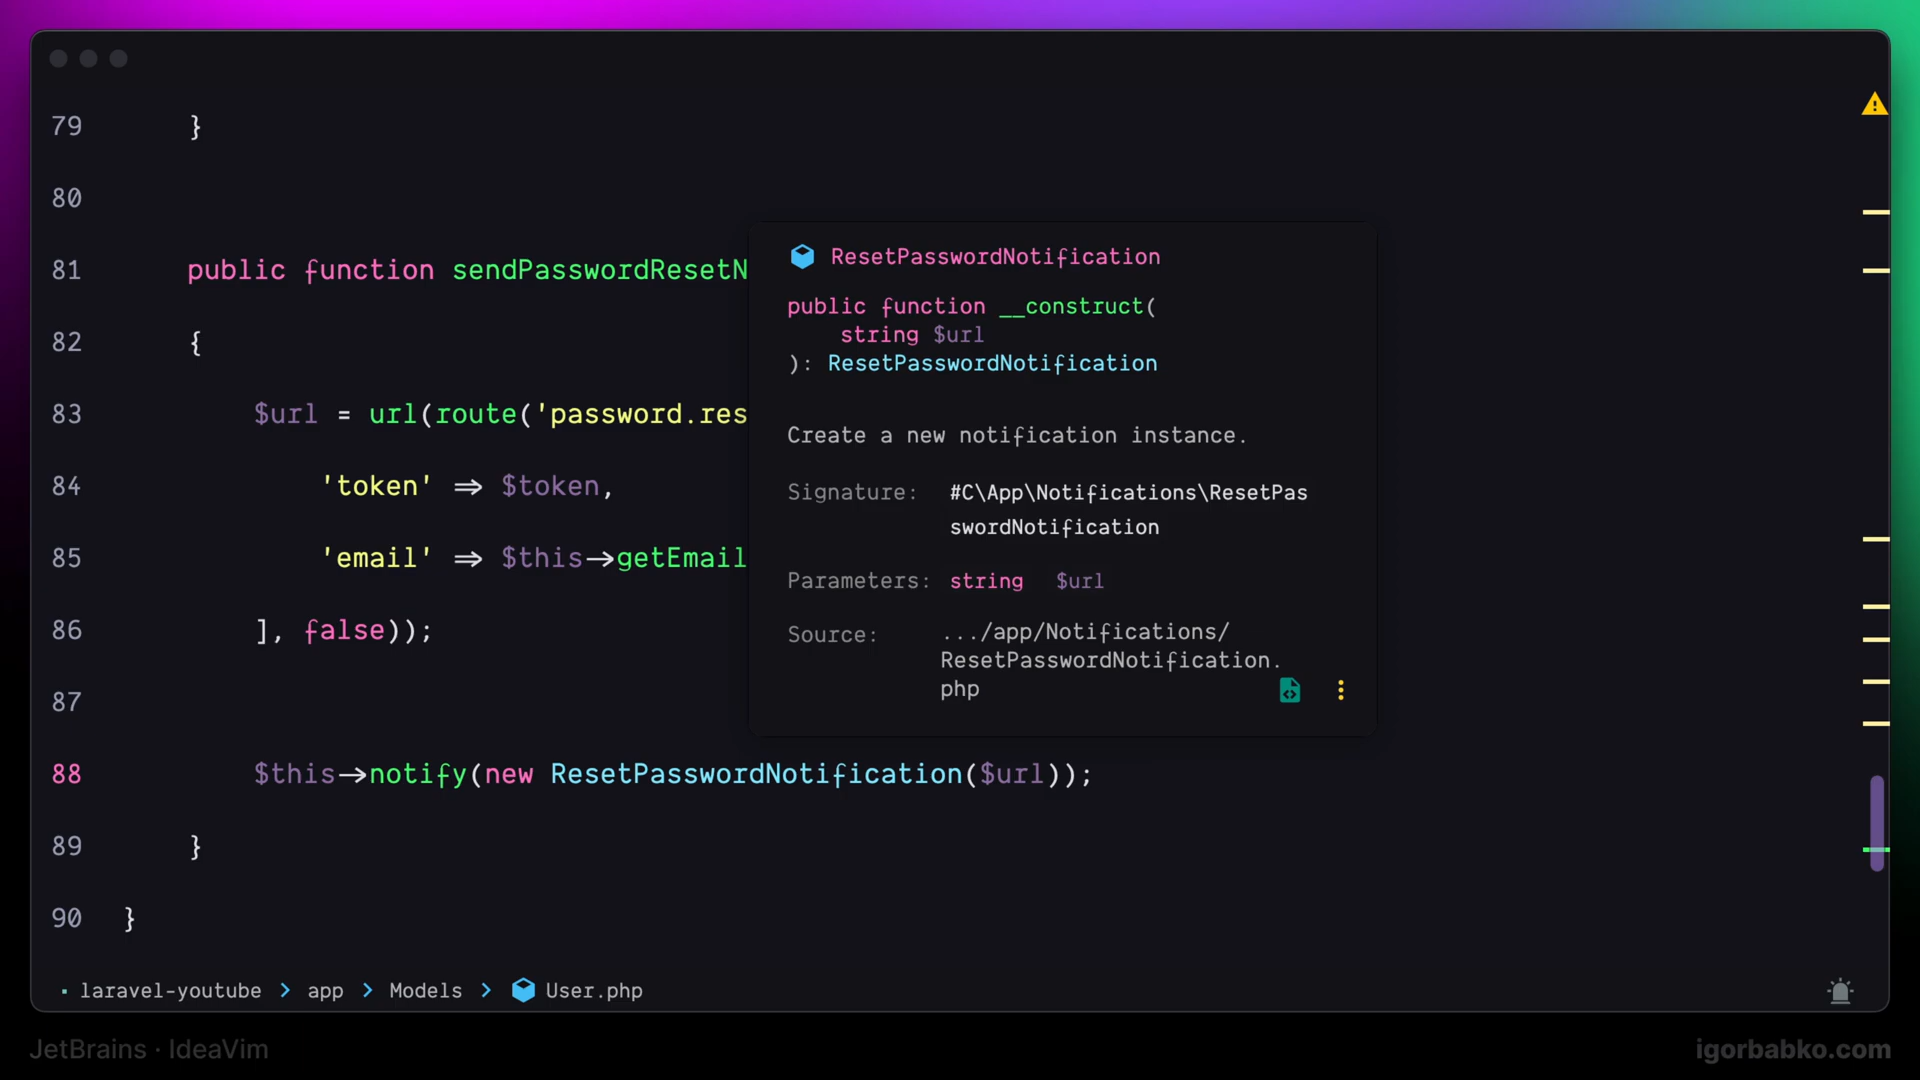 79 }
80
81 public function sendPasswordResetN
82 {
83 $url = url(route('password.res
84 'token' => $token,
85 'email' => $this->getEmail
86 ], false));
87
88 $this->notify(new ResetPasswordNotification($url));
89 }
90 }
ResetPasswordNotification
public function __construct(
string $url
): ResetPasswordNotification
Create a new notification instance.
Signature: #C\App\Notifications\ResetPas
swordNotification
Parameters: string $url
Source: .../app/Notifications/
ResetPasswordNotification.
php
laravel-youtube > app > Models > User.php
JetBrains · IdeaVim
igorbabko.com